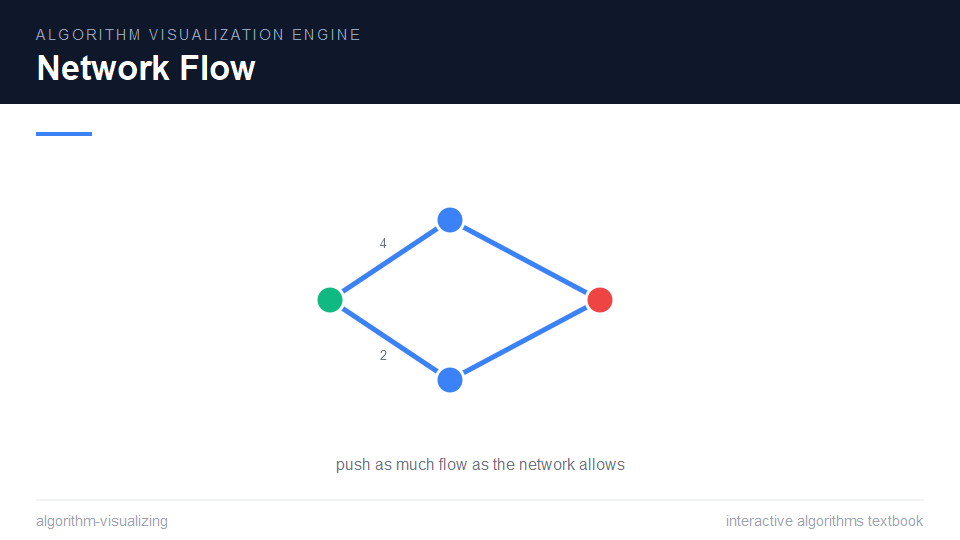 ALGORITHM VISUALIZATION ENGINE
Network Flow
4
2
push as much flow as the network allows
algorithm-visualizing
interactive algorithms textbook